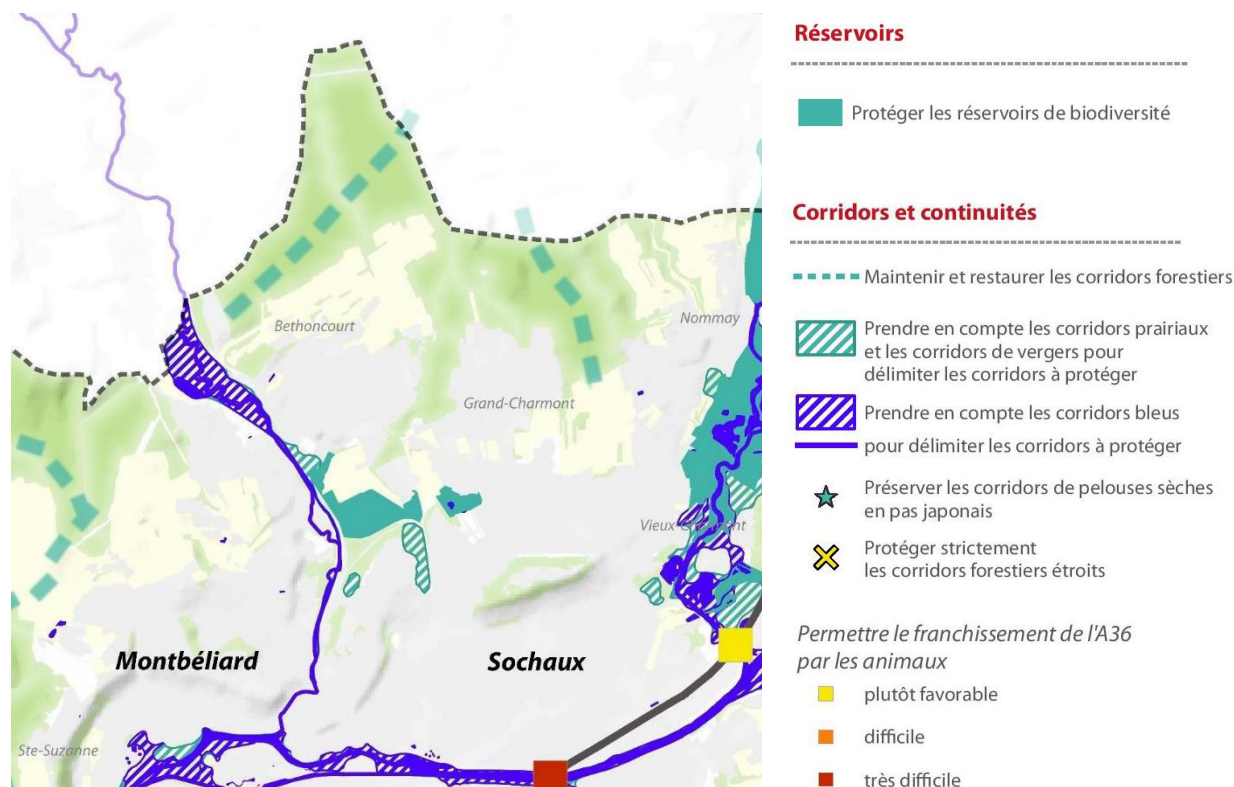 Bethoncourt
Nommay
Grand-Charmont
Vieux-Charmont
Montbéliard
Sochaux
Ste-Suzanne
Réservoirs
Protéger les réservoirs de biodiversité
Corridors et continuités
Maintenir et restaurer les corridors forestiers
Prendre en compte les corridors prairiaux
et les corridors de vergers pour
délimiter les corridors à protéger
Prendre en compte les corridors bleus
pour délimiter les corridors à protéger
Préserver les corridors de pelouses sèches
en pas japonais
Protéger strictement
les corridors forestiers étroits
Permettre le franchissement de l'A36
par les animaux
plutôt favorable
difficile
très difficile